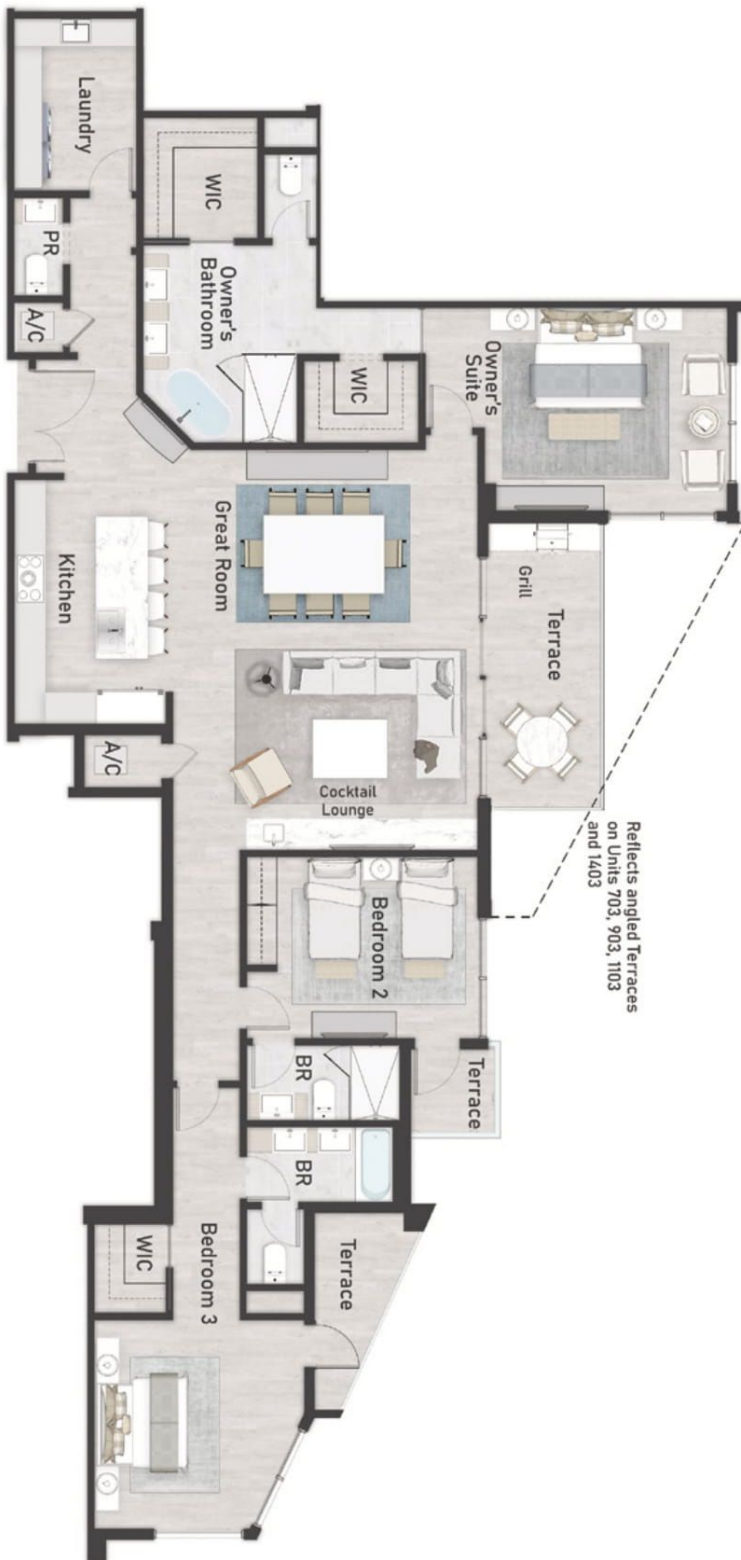 Laundry
WIC
PR
A/C
Owner's
Bathroom
WIC
Owner's
Suite
Kitchen
Great Room
Grill
Terrace
A/C
Cocktail
Lounge
Reflects angled Terraces
on Units 703, 903, 1103
and 1403
Bedroom 2
BR
Terrace
BR
WIC
Bedroom 3
Terrace